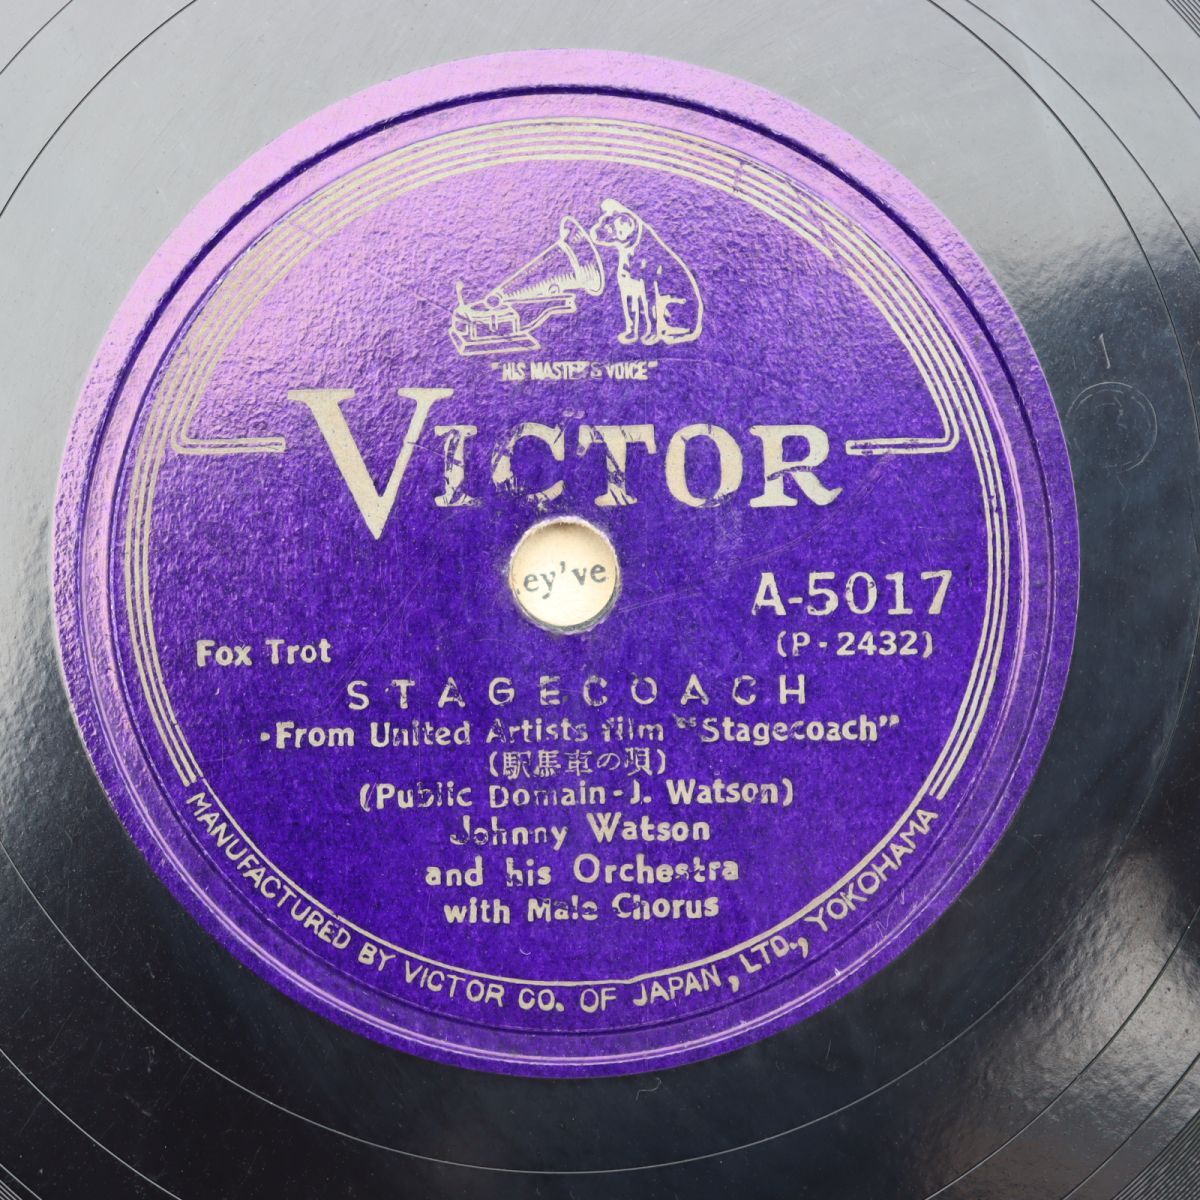 "HIS MASTER'S VOICE"
VICTOR
ey've
A-5017
(P-2432)
Fox Trot
STAGECOACH
·From United Artists film "Stagecoach"
(駅馬車の唄)
(Public Domain-J. Watson)
Johnny Watson
and his Orchestra
with Male Chorus
MANUFACTURED BY VICTOR CO. OF JAPAN, LTD., YOKOHAMA